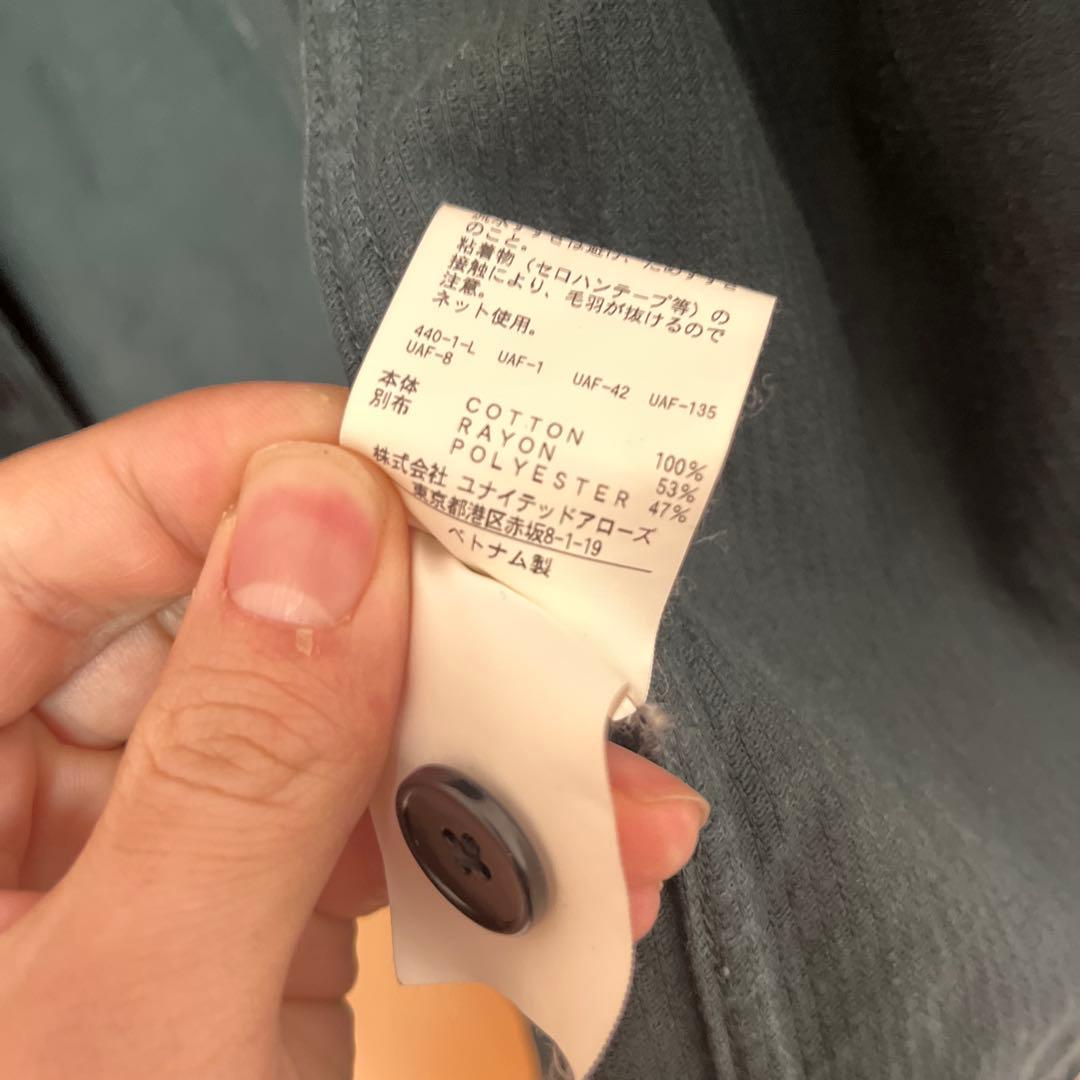 のこと。
粘着物（セロハンテープ等）の
接触により、毛羽が抜けるので
注意。
ネット使用。
440-1-L UAF-1 UAF-42 UAF-135
UAF-8
本体 COTTON 100%
別布 RAYON 53%
POLYESTER 47%
株式会社 ユナイテッドアローズ
東京都港区赤坂8-1-19
ベトナム製